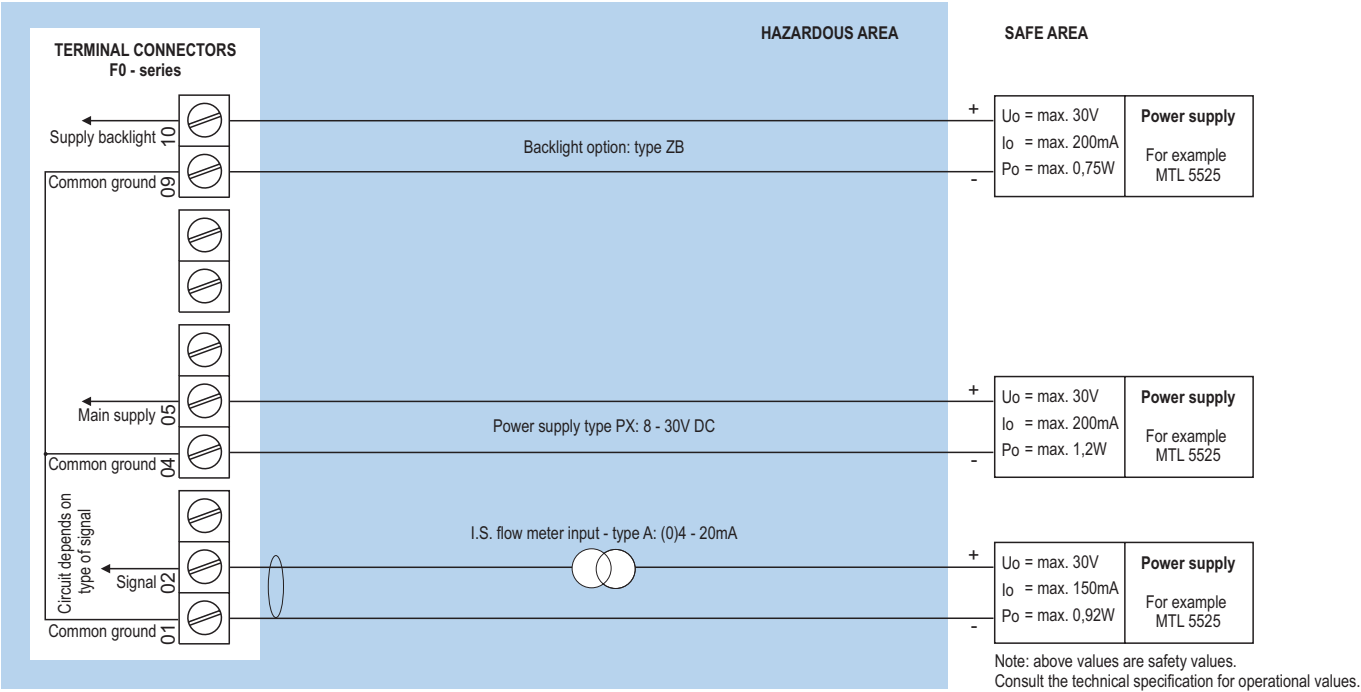 HAZARDOUS AREA
SAFE AREA
TERMINAL CONNECTORS
F0 - series
Supply backlight
10
Common ground
09
Backlight option: type ZB
+
-
Uo = max. 30V
Io = max. 200mA
Po = max. 0,75W
Power supply
For example
MTL 5525
Main supply
05
Common ground
04
Power supply type PX: 8 - 30V DC
+
-
Uo = max. 30V
Io = max. 200mA
Po = max. 1,2W
Power supply
For example
MTL 5525
Circuit depends on
type of signal
Signal
02
Common ground
01
I.S. flow meter input - type A: (0)4 - 20mA
+
-
Uo = max. 30V
Io = max. 150mA
Po = max. 0,92W
Power supply
For example
MTL 5525
Note: above values are safety values.
Consult the technical specification for operational values.